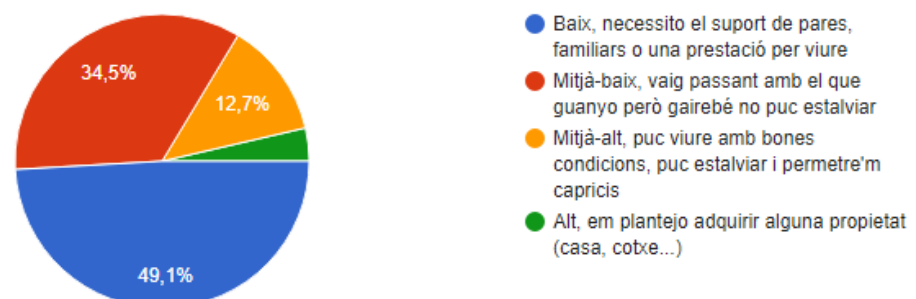 34,5%
12,7%
49,1%
Baix, necessito el suport de pares,
familiars o una prestació per viure
Mitjà-baix, vaig passant amb el que
guanyo però gairebé no puc estalviar
Mitjà-alt, puc viure amb bones
condicions, puc estalviar i permetre'm
capricis
Alt, em plantejo adquirir alguna propietat
(casa, cotxe...)